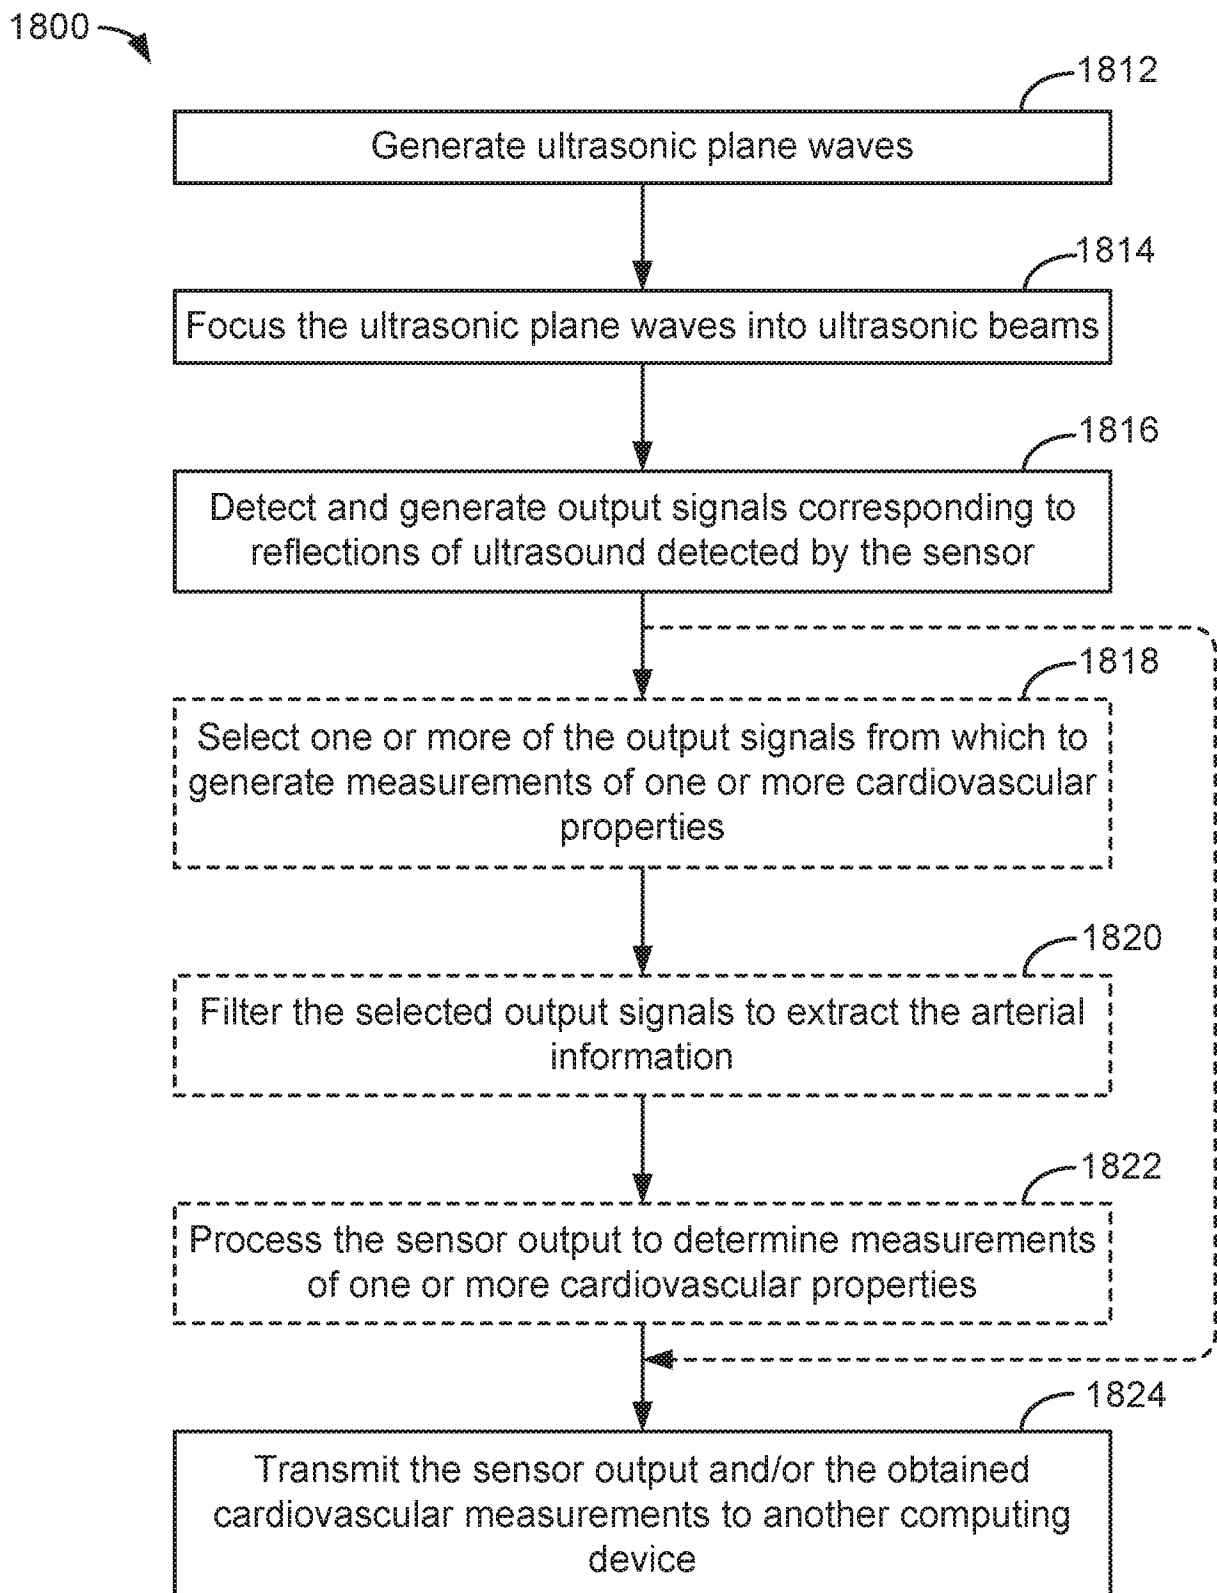 1800
1812
Generate ultrasonic plane waves
1814
Focus the ultrasonic plane waves into ultrasonic beams
1816
Detect and generate output signals corresponding to
reflections of ultrasound detected by the sensor
1818
Select one or more of the output signals from which to
generate measurements of one or more cardiovascular
properties
1820
Filter the selected output signals to extract the arterial
information
1822
Process the sensor output to determine measurements
of one or more cardiovascular properties
1824
Transmit the sensor output and/or the obtained
cardiovascular measurements to another computing
device